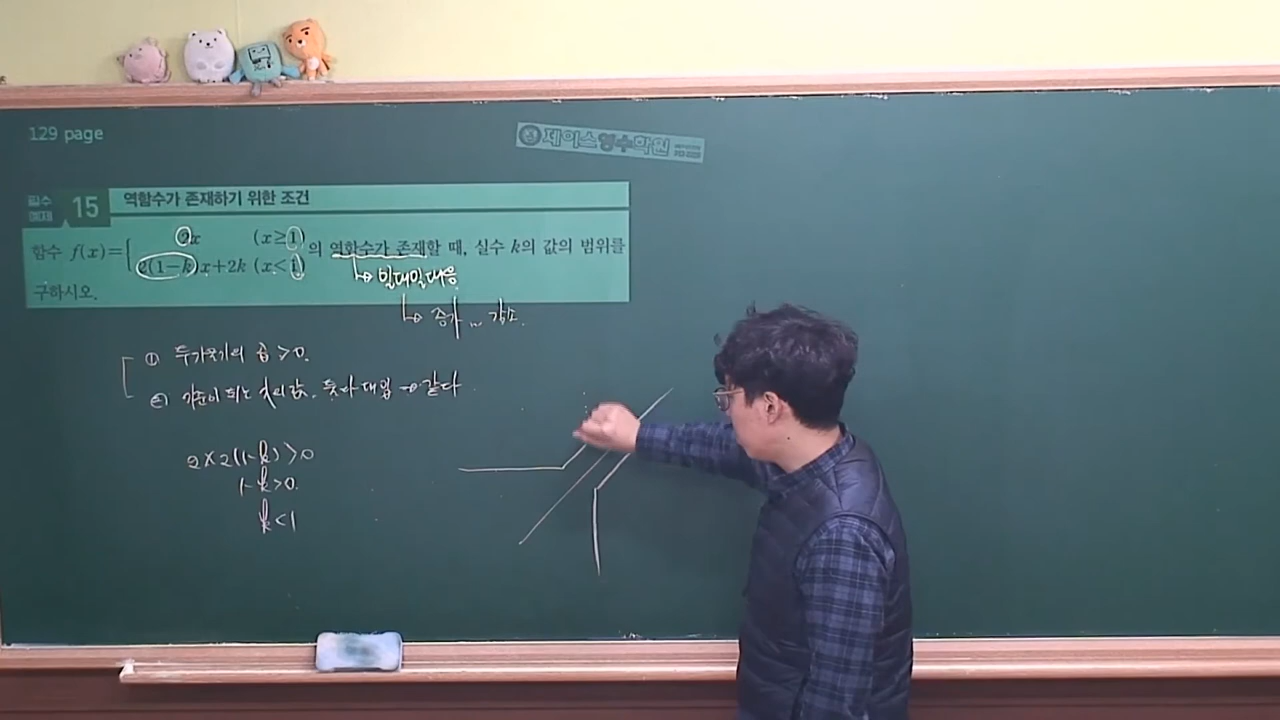 129 page
제이스영수학원
필수 예제 15 역함수가 존재하기 위한 조건
함수 f(x)={ 2x (x≥1)
2(1-k)x+2k (x<1) 의 역함수가 존재할 때, 실수 k의 값의 범위를
구하시오.
↳ 일대일대응
↳ 증가 or 감소.
① 두기울기의 곱 >0.
② 기준이 되는 x의 값. 둘다 대입 → 같다
2×2(1-k)>0
1-k>0.
k<1